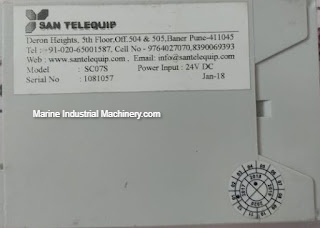 SAN TELEQUIP
Deron Heights, 5th Floor,Off.504 & 505,Baner Pune-411045
Tel :+91-020-65001587, Cell No - 9764027070,8390069393
Web : www.santelequip.com , Email: info@santelequip.com
Model : SC07S Power Input : 24V DC
Serial No : 1081057 Jan-18
Marine Industrial Machinery.com